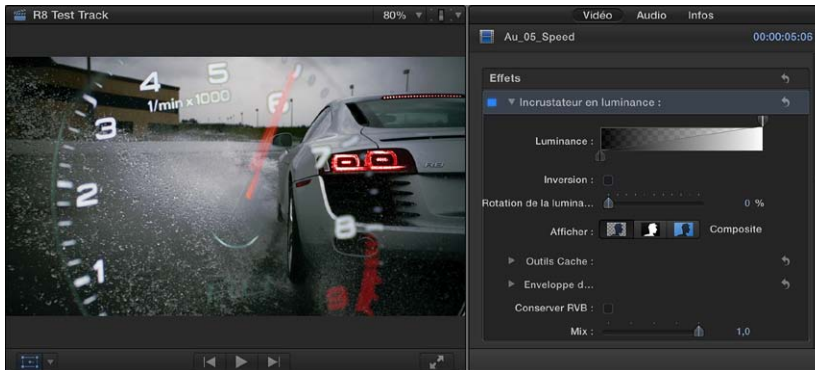 R8 Test Track
80%
4
5
1/min x 1000
6
3
7
R8
2
8
1
9
Vidéo Audio Infos
Au_05_Speed 00:00:05:06
Effets
Incrustateur en luminance :
Luminance :
Inversion :
Rotation de la lumina... 0 %
Afficher : Composite
Outils Cache :
Enveloppe d...
Conserver RVB :
Mix : 1,0